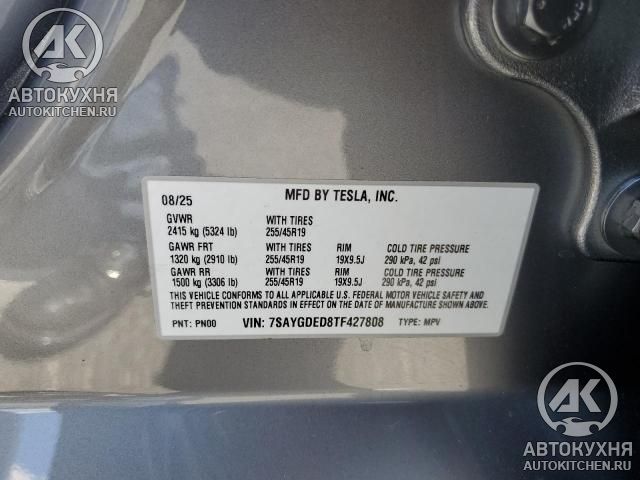 АК
АВТОКУХНЯ
AUTOKITCHEN.RU
08/25 MFD BY TESLA, INC.
GVWR WITH TIRES
2415 kg (5324 lb) 255/45R19
GAWR FRT WITH TIRES RIM COLD TIRE PRESSURE
1320 kg (2910 lb) 255/45R19 19X9.5J 290 kPa, 42 psi
GAWR RR WITH TIRES RIM COLD TIRE PRESSURE
1500 kg (3306 lb) 255/45R19 19X9.5J 290 kPa, 42 psi
THIS VEHICLE CONFORMS TO ALL APPLICABLE U.S. FEDERAL MOTOR VEHICLE SAFETY AND
THEFT PREVENTION STANDARDS IN EFFECT ON THE DATE OF MANUFACTURE SHOWN ABOVE.
PNT: PN00 VIN: 7SAYGDED8TF427808 TYPE: MPV
АК
АВТОКУХНЯ
AUTOKITCHEN.RU